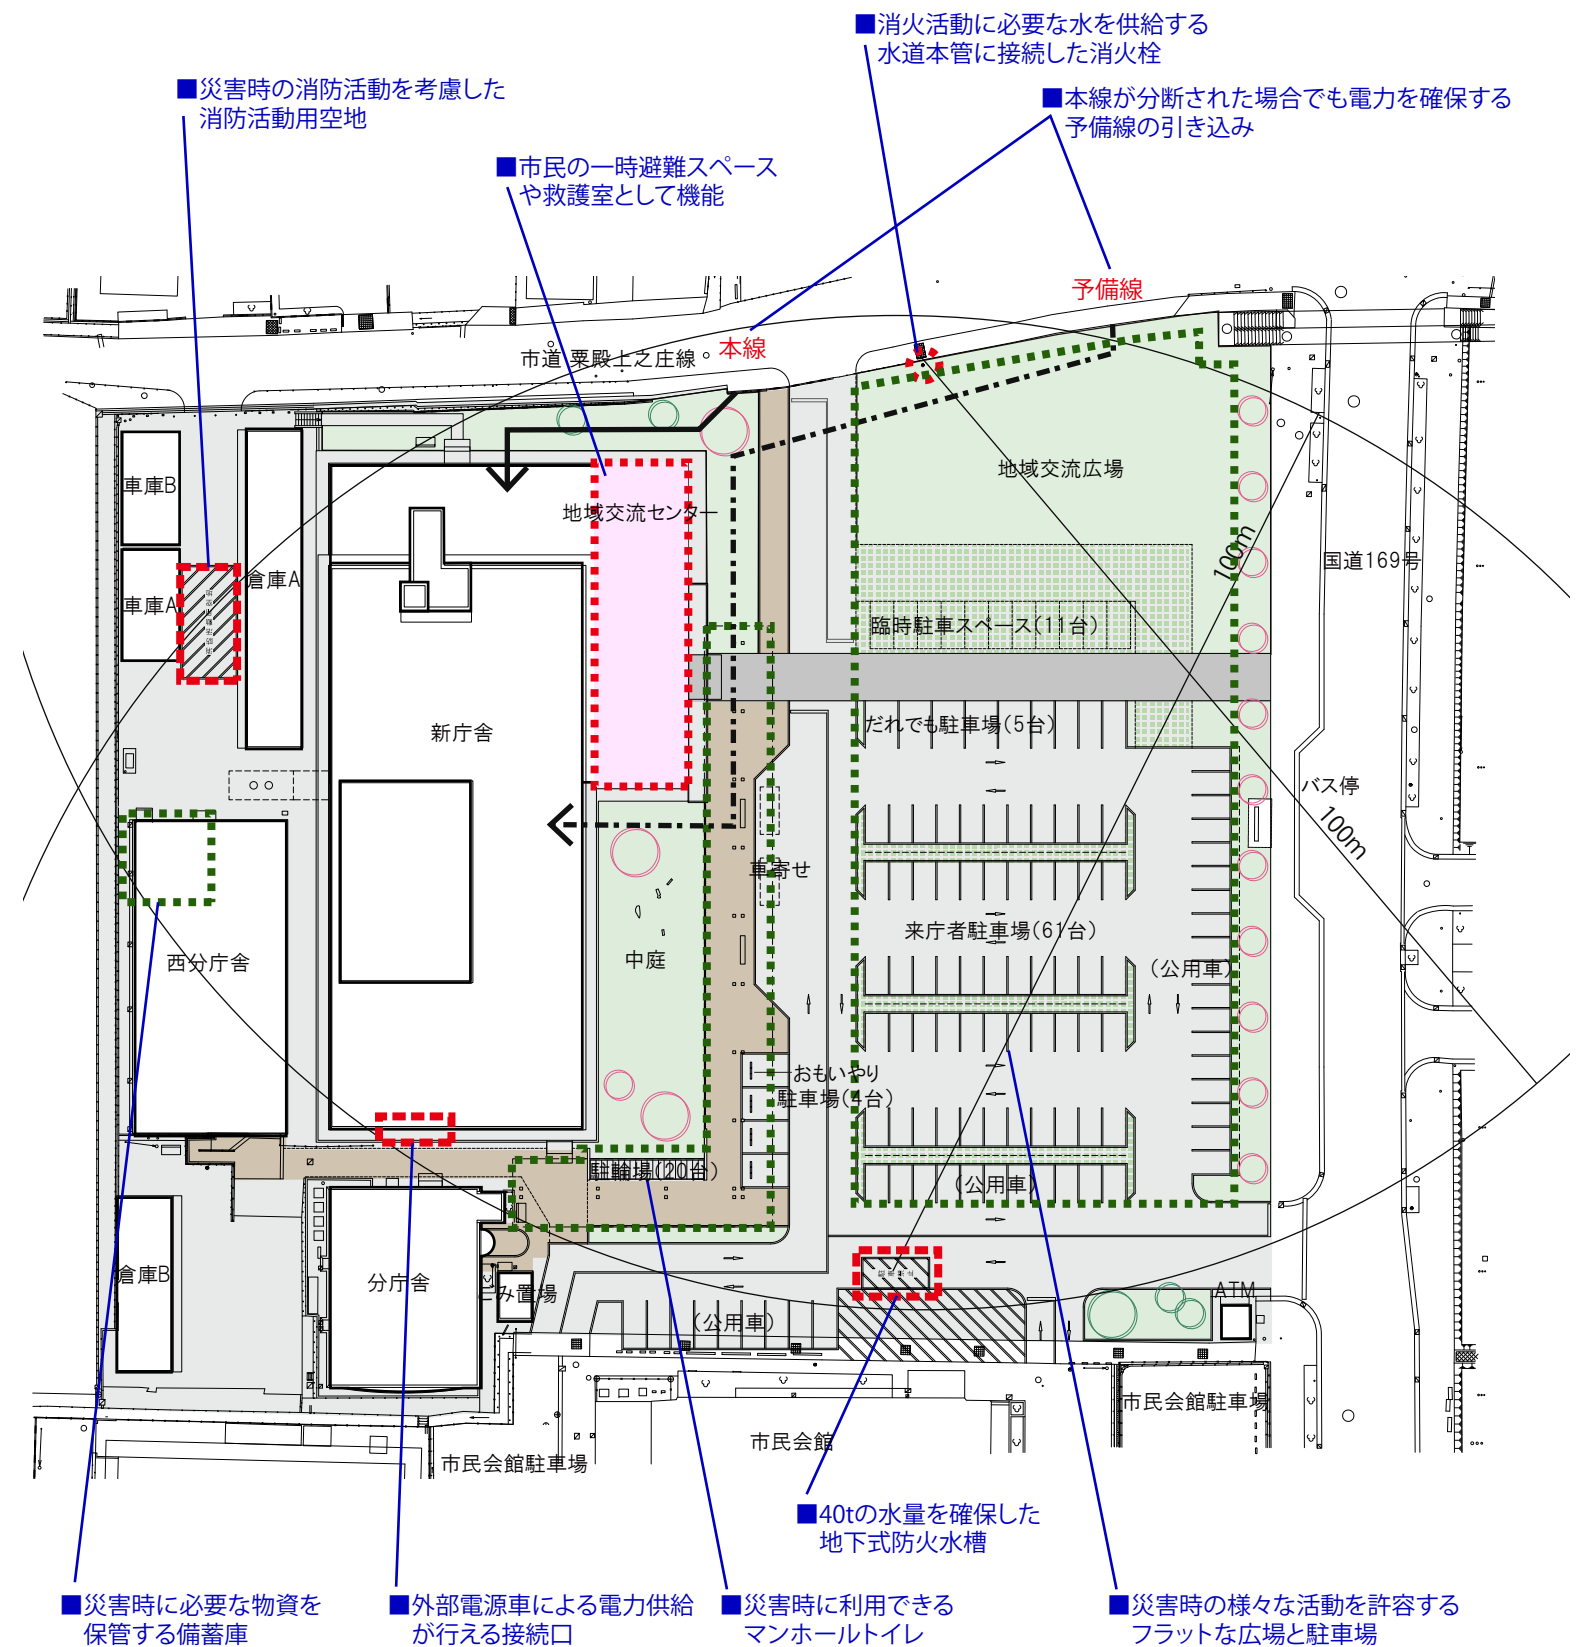 ■消火活動に必要な水を供給する
水道本管に接続した消火栓
■災害時の消防活動を考慮した
消防活動用空地
■本線が分断された場合でも電力を確保する
予備線の引き込み
■市民の一時避難スペース
や救護室として機能
予備線
本線
市道 粟殿上之庄線
地域交流広場
車庫B
地域交流センター
100m
国道169号
倉庫A
車庫A
臨時駐車スペース(11台)
だれでも駐車場(5台)
新庁舎
バス停
100m
車寄せ
来庁者駐車場(61台)
中庭
西分庁舎
(公用車)
おもいやり
駐車場(4台)
駐輪場(20台)
(公用車)
倉庫B
分庁舎
ごみ置場
ATM
(公用車)
市民会館駐車場
市民会館
市民会館駐車場
■40tの水量を確保した
地下式防火水槽
■災害時に必要な物資を
保管する備蓄庫
■外部電源車による電力供給
が行える接続口
■災害時に利用できる
マンホールトイレ
■災害時の様々な活動を許容する
フラットな広場と駐車場